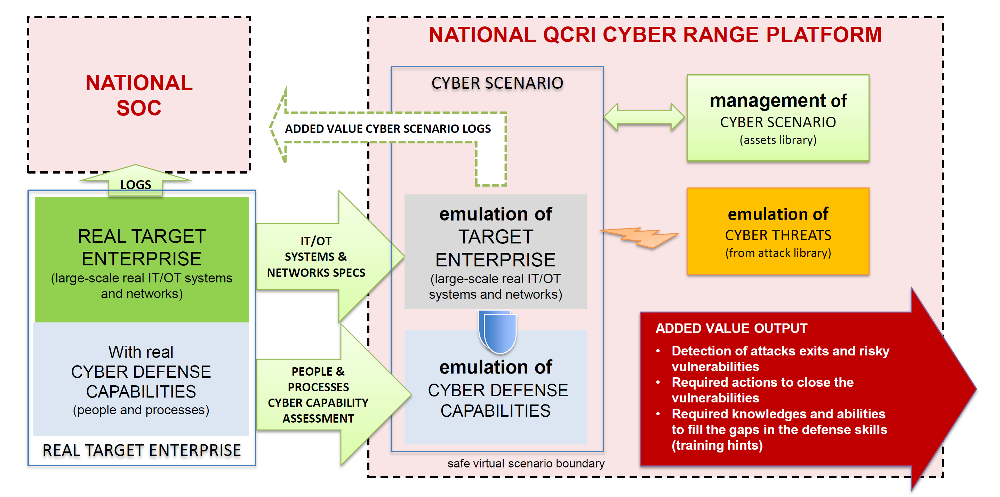 NATIONAL
SOC
LOGS
REAL TARGET
ENTERPRISE
(large-scale real IT/OT systems
and networks)
With real
CYBER DEFENSE
CAPABILITIES
(people and processes)
REAL TARGET ENTERPRISE
IT/OT
SYSTEMS &
NETWORKS SPECS
PEOPLE &
PROCESSES
CYBER CAPABILITY
ASSESSMENT
NATIONAL QCRI CYBER RANGE PLATFORM
CYBER SCENARIO
ADDED VALUE CYBER SCENARIO LOGS
emulation of
TARGET
ENTERPRISE
(large-scale real IT/OT
systems and networks)
emulation of
CYBER DEFENSE
CAPABILITIES
safe virtual scenario boundary
management of
CYBER SCENARIO
(assets library)
emulation of
CYBER THREATS
(from attack library)
ADDED VALUE OUTPUT
• Detection of attacks exits and risky
vulnerabilities
• Required actions to close the
vulnerabilities
• Required knowledges and abilities
to fill the gaps in the defense skills
(training hints)